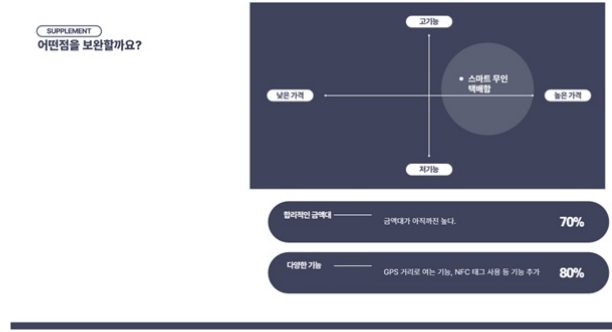 SUPPLEMENT
어떤점을 보완할까요?
고기능
스마트 무인
택배함
낮은 가격
높은 가격
저기능
합리적인 금액대
금액대가 아직까진 높다.
70%
다양한 기능
GPS 거리로 여는 기능, NFC 태그 사용 등 기능 추가
80%